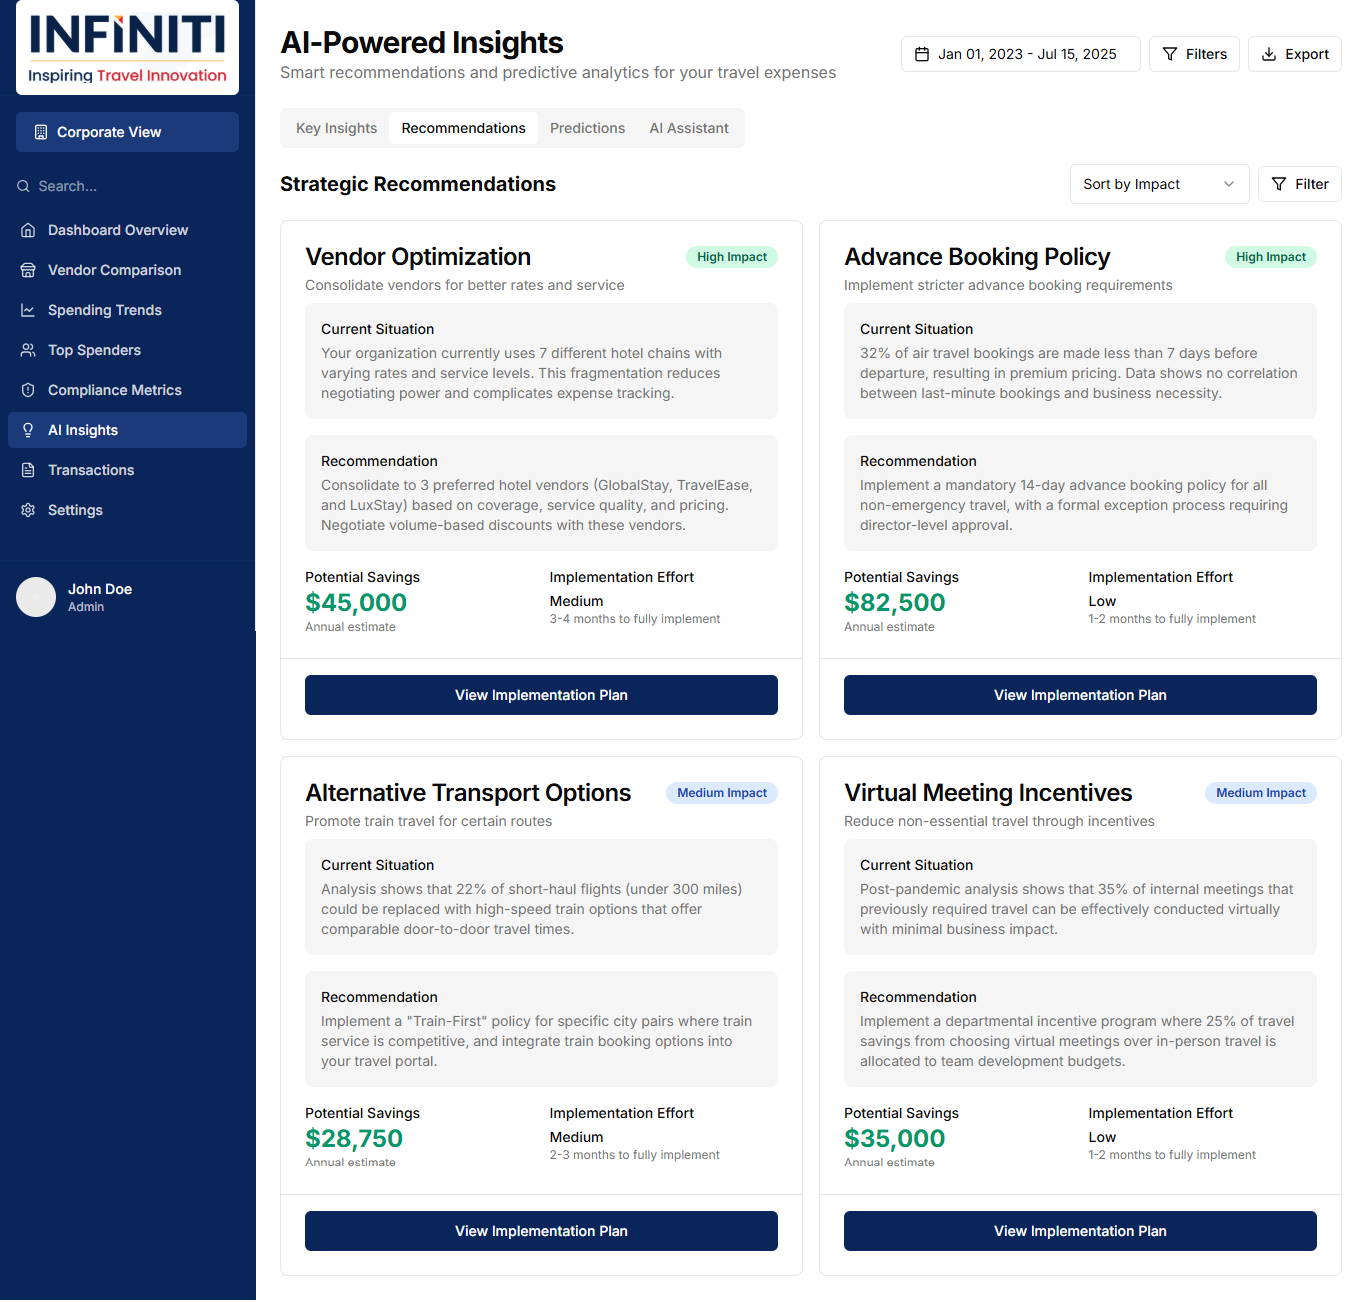 INFINITI
Inspiring Travel Innovation
Corporate View
Search...
Dashboard Overview
Vendor Comparison
Spending Trends
Top Spenders
Compliance Metrics
AI Insights
Transactions
Settings
John Doe
Admin
AI-Powered Insights
Smart recommendations and predictive analytics for your travel expenses
Jan 01, 2023 - Jul 15, 2025
Filters
Export
Key Insights
Recommendations
Predictions
AI Assistant
Strategic Recommendations
Sort by Impact
Filter
Vendor Optimization
High Impact
Consolidate vendors for better rates and service
Current Situation
Your organization currently uses 7 different hotel chains with
varying rates and service levels. This fragmentation reduces
negotiating power and complicates expense tracking.
Recommendation
Consolidate to 3 preferred hotel vendors (GlobalStay, TravelEase,
and LuxStay) based on coverage, service quality, and pricing.
Negotiate volume-based discounts with these vendors.
Potential Savings
$45,000
Annual estimate
Implementation Effort
Medium
3-4 months to fully implement
View Implementation Plan
Advance Booking Policy
High Impact
Implement stricter advance booking requirements
Current Situation
32% of air travel bookings are made less than 7 days before
departure, resulting in premium pricing. Data shows no correlation
between last-minute bookings and business necessity.
Recommendation
Implement a mandatory 14-day advance booking policy for all
non-emergency travel, with a formal exception process requiring
director-level approval.
Potential Savings
$82,500
Annual estimate
Implementation Effort
Low
1-2 months to fully implement
View Implementation Plan
Alternative Transport Options
Medium Impact
Promote train travel for certain routes
Current Situation
Analysis shows that 22% of short-haul flights (under 300 miles)
could be replaced with high-speed train options that offer
comparable door-to-door travel times.
Recommendation
Implement a "Train-First" policy for specific city pairs where train
service is competitive, and integrate train booking options into
your travel portal.
Potential Savings
$28,750
Annual estimate
Implementation Effort
Medium
2-3 months to fully implement
View Implementation Plan
Virtual Meeting Incentives
Medium Impact
Reduce non-essential travel through incentives
Current Situation
Post-pandemic analysis shows that 35% of internal meetings that
previously required travel can be effectively conducted virtually
with minimal business impact.
Recommendation
Implement a departmental incentive program where 25% of travel
savings from choosing virtual meetings over in-person travel is
allocated to team development budgets.
Potential Savings
$35,000
Annual estimate
Implementation Effort
Low
1-2 months to fully implement
View Implementation Plan